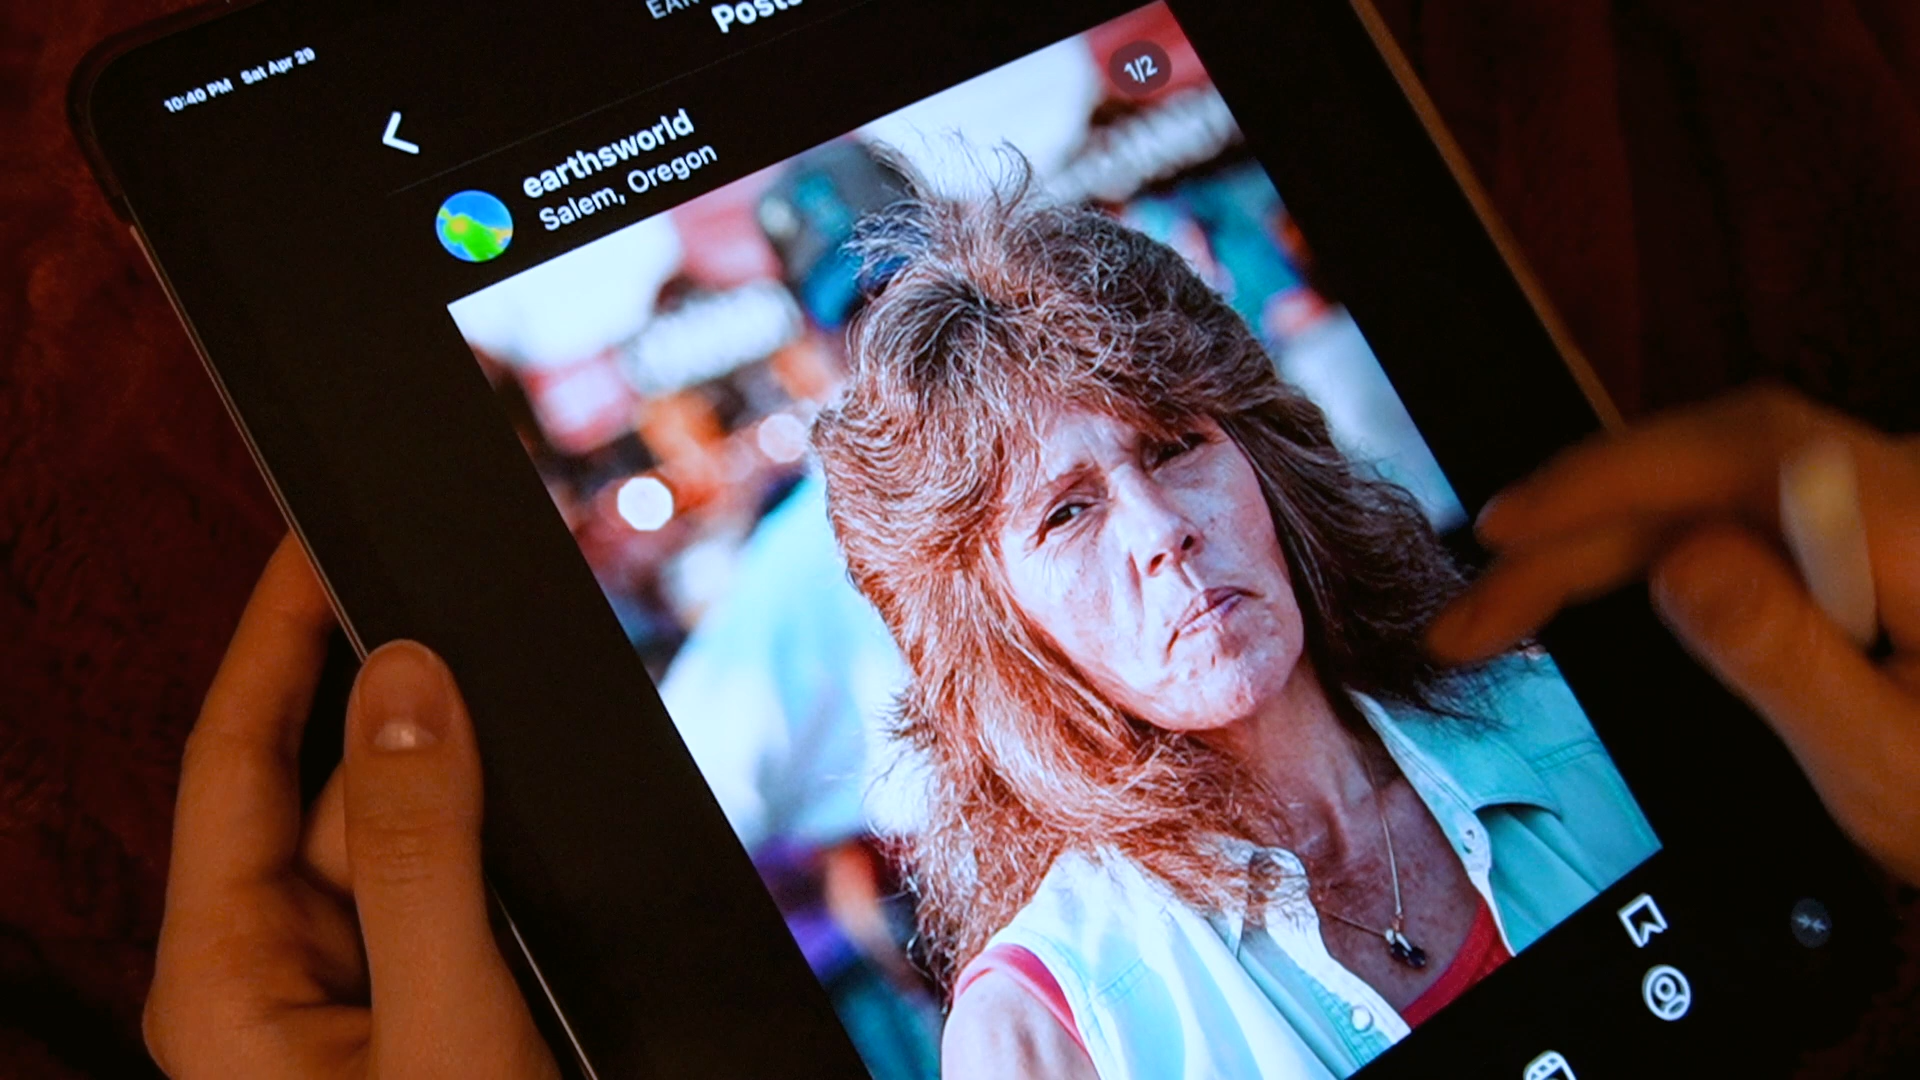 10:40 PM Sat Apr 29
Posts
1/2
earthsworld
Salem, Oregon